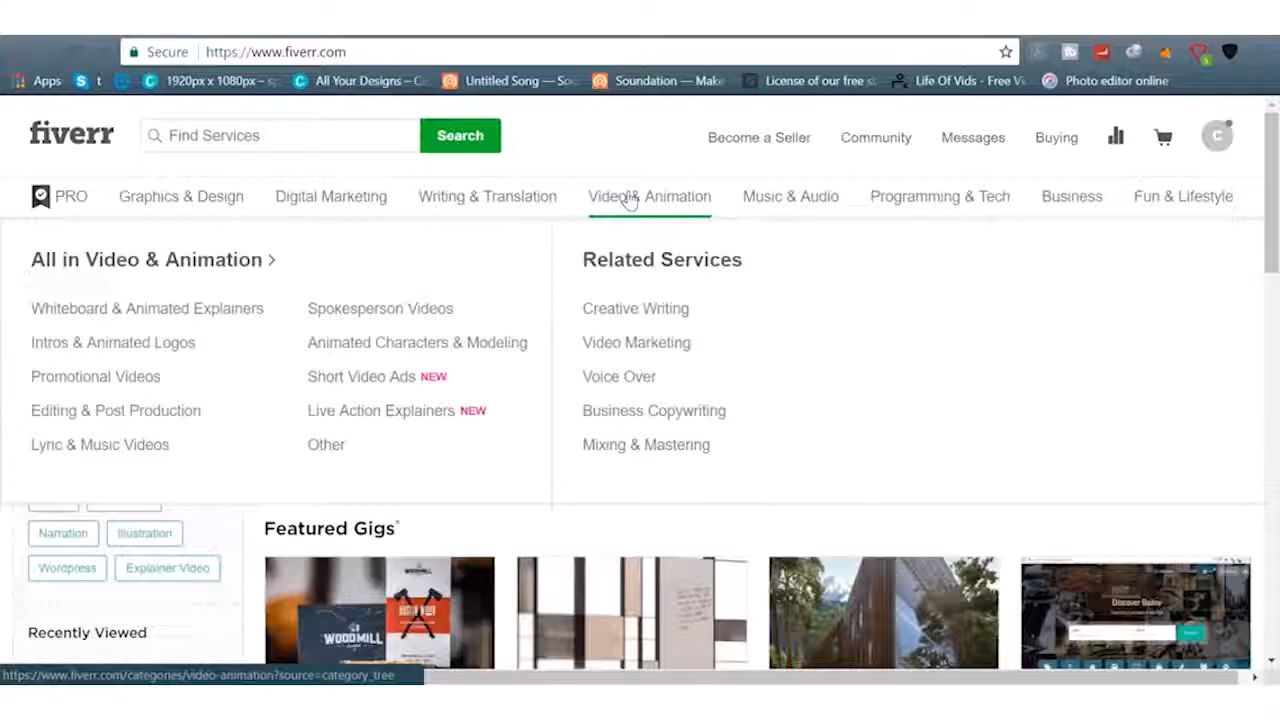 Secure https://www.fiverr.com
Apps S t 1920px x 1080px – All Your Designs – C Untitled Song — Sou Soundation — Make License of our free s Life Of Vids - Free Vi Photo editor online
fiverr Find Services Search Become a Seller Community Messages Buying C
PRO Graphics & Design Digital Marketing Writing & Translation Video & Animation Music & Audio Programming & Tech Business Fun & Lifestyle
All in Video & Animation >
Whiteboard & Animated Explainers
Intros & Animated Logos
Promotional Videos
Editing & Post Production
Lyric & Music Videos
Spokesperson Videos
Animated Characters & Modeling
Short Video Ads NEW
Live Action Explainers NEW
Other
Related Services
Creative Writing
Video Marketing
Voice Over
Business Copywriting
Mixing & Mastering
Narration Illustration
Wordpress Explainer Video
Recently Viewed
Featured Gigs
WOODMILL
WOODMILL
Discover Bailey
https://www.fiverr.com/categories/video-animation?source=category_tree